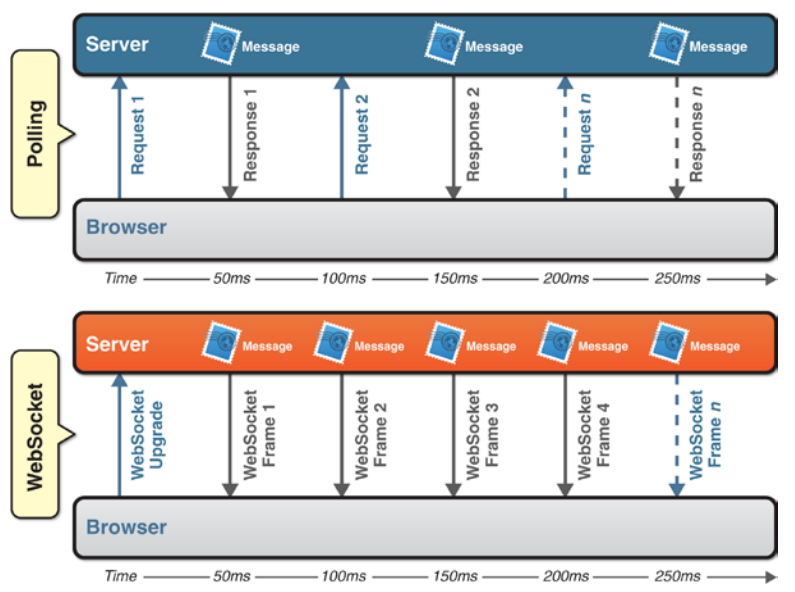 Polling
Server
Message
Message
Message
Request 1
Response 1
Request 2
Response 2
Request n
Response n
Browser
Time 50ms 100ms 150ms 200ms 250ms
WebSocket
Server
Message
Message
Message
Message
Message
WebSocket
Upgrade
WebSocket
Frame 1
WebSocket
Frame 2
WebSocket
Frame 3
WebSocket
Frame 4
WebSocket
Frame n
Browser
Time 50ms 100ms 150ms 200ms 250ms